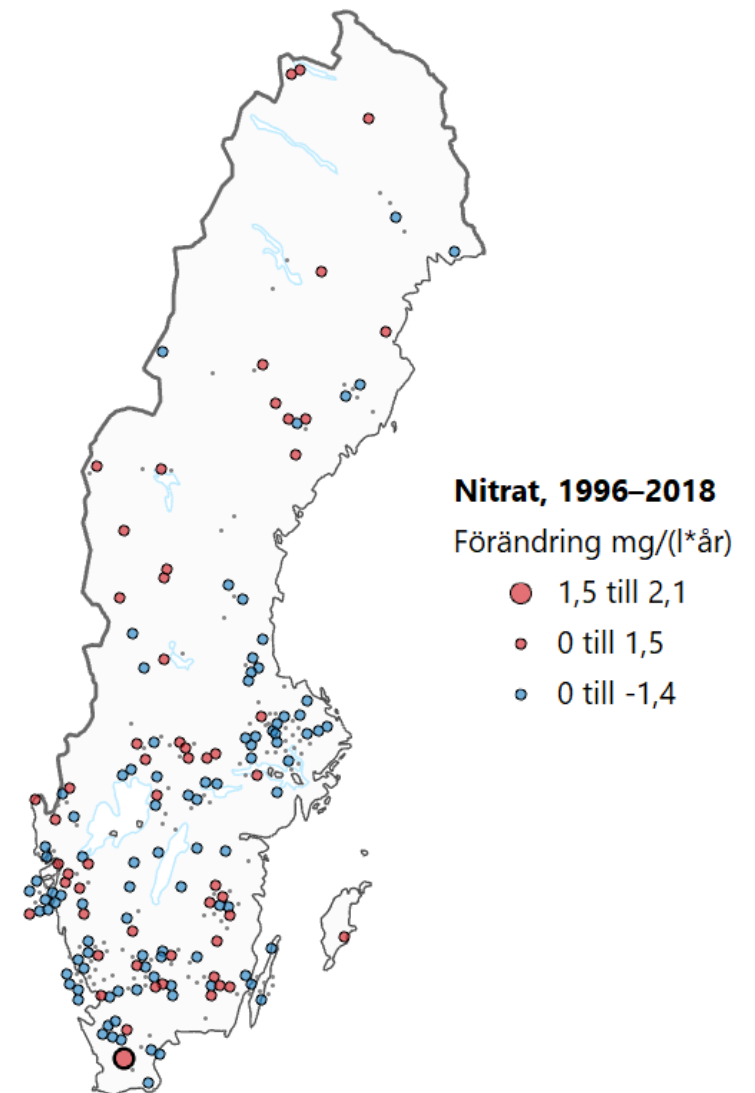 Nitrat, 1996–2018
Förändring mg/(l*år)
1,5 till 2,1
0 till 1,5
0 till -1,4